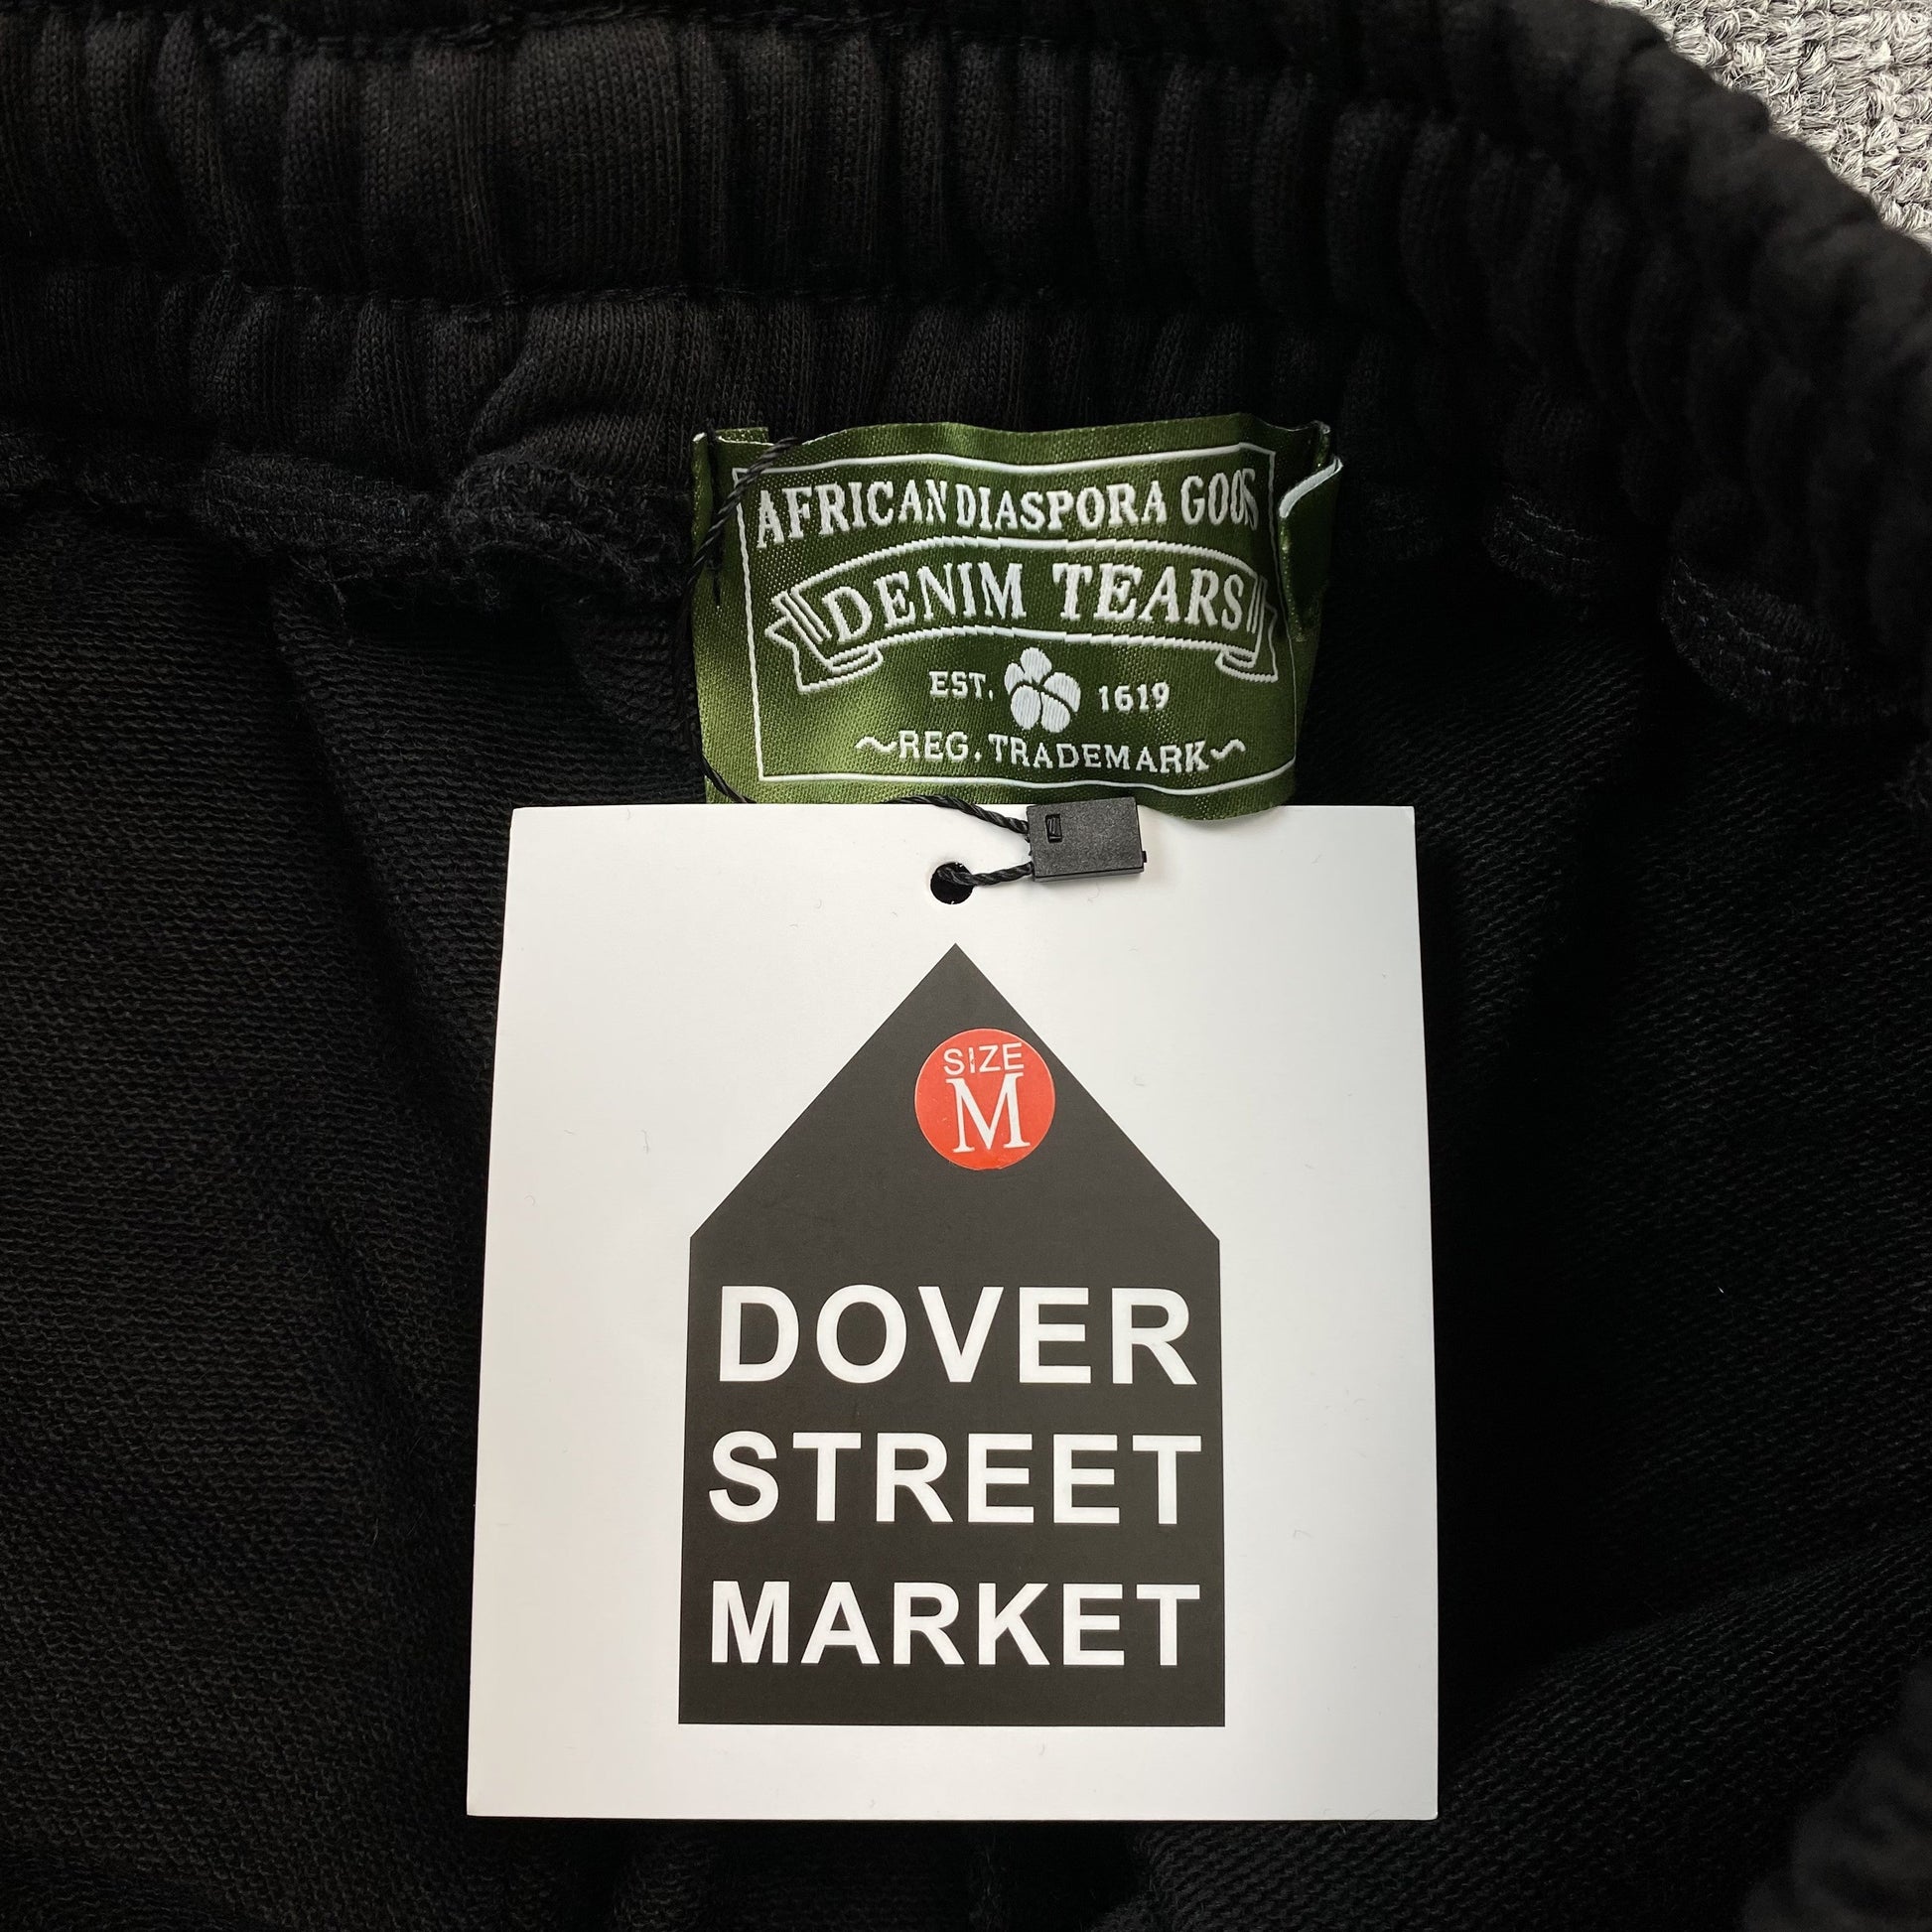 AFRICAN DIASPORA GOODS
DENIM TEARS
EST. 1619
~REG. TRADEMARK~
SIZE
M
DOVER
STREET
MARKET